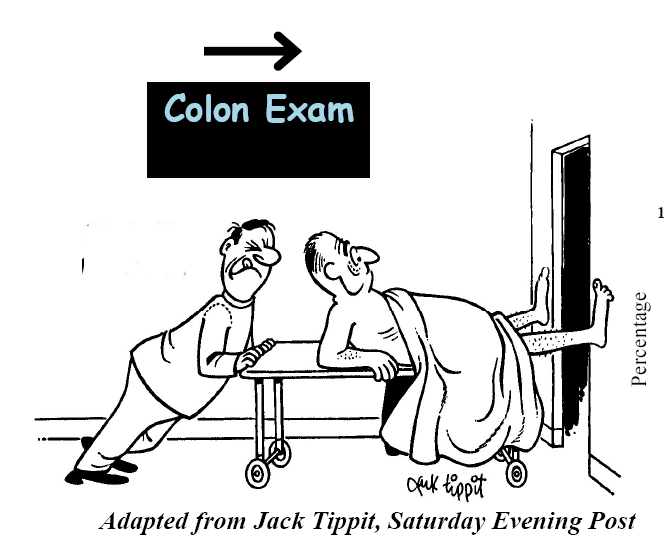 Colon Exam
1
Percentage
Jack tippit
Adapted from Jack Tippit, Saturday Evening Post